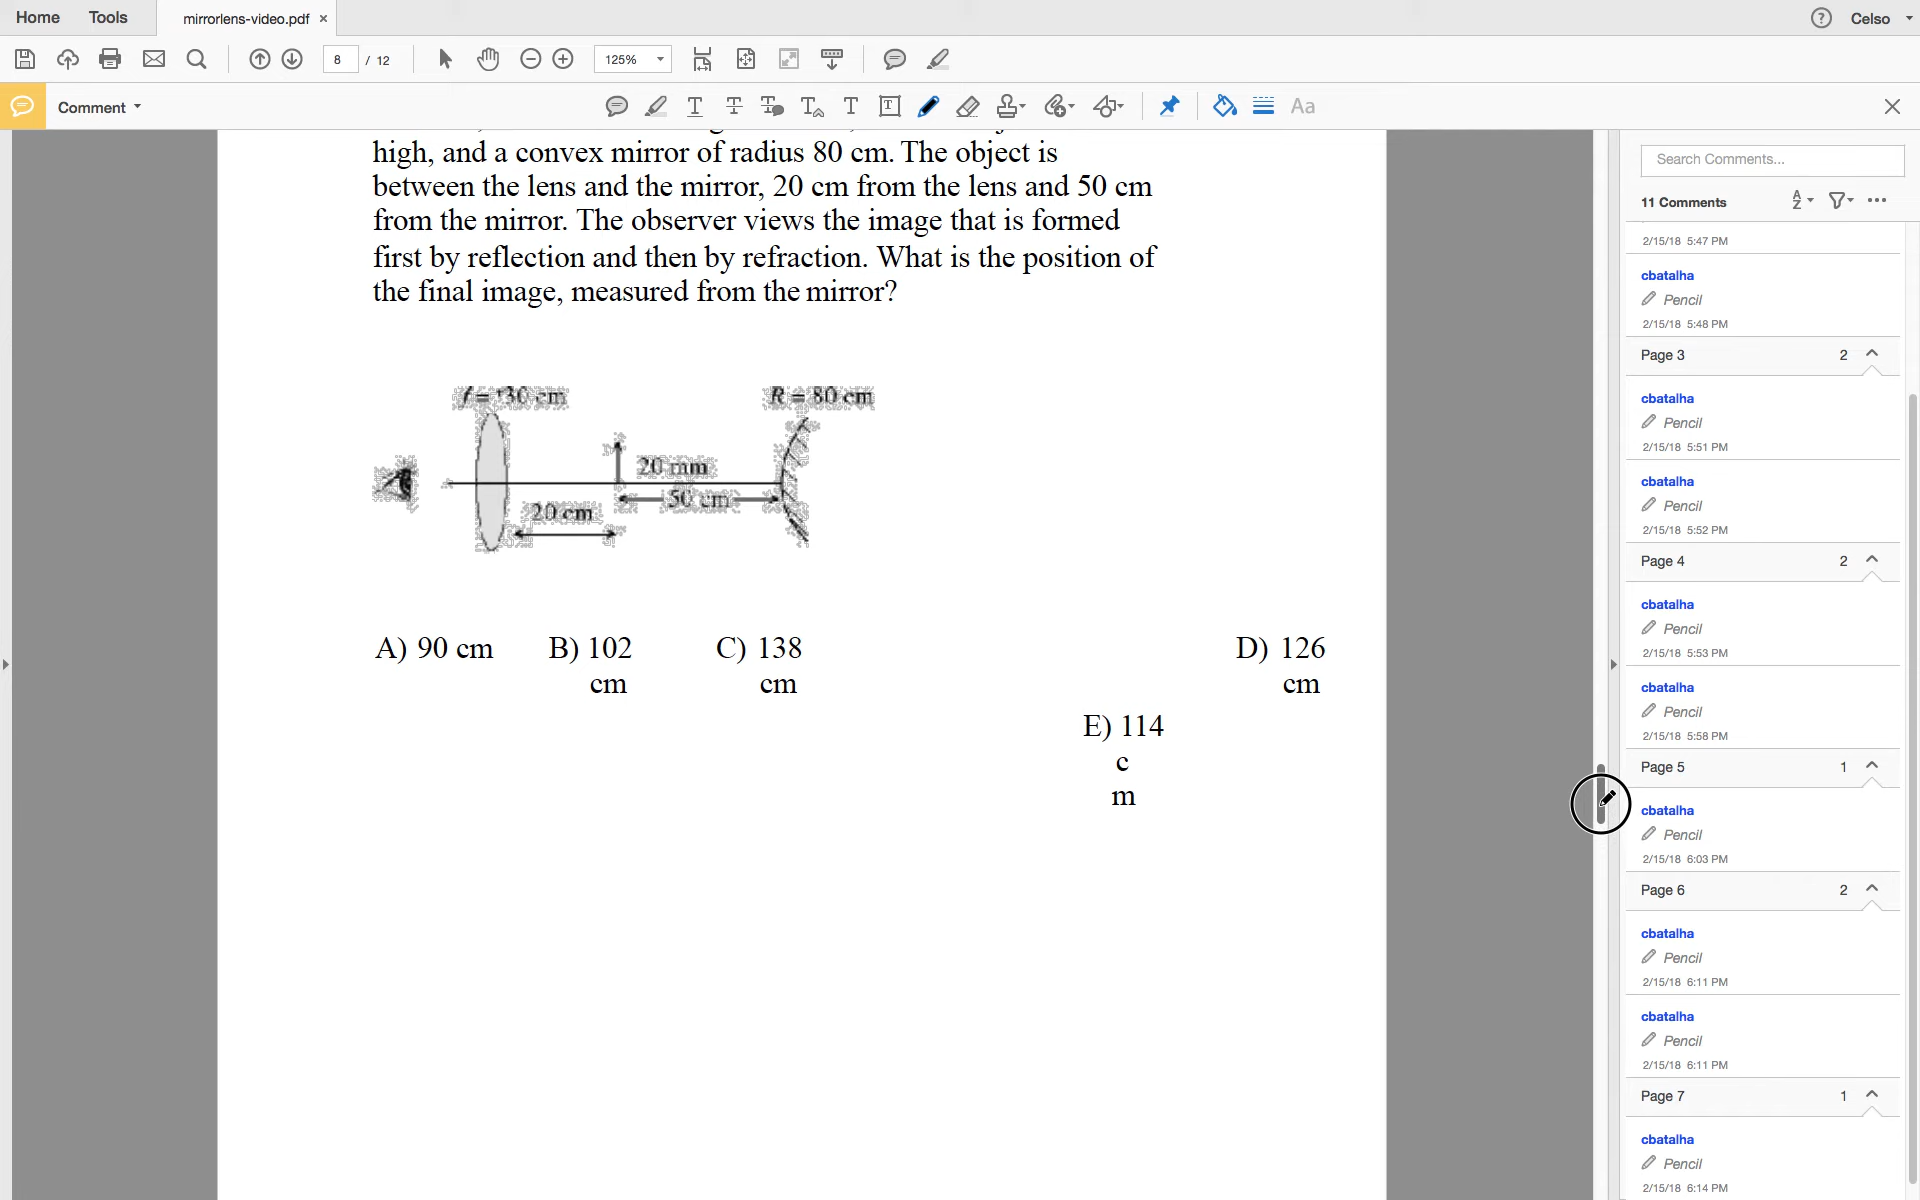 Home Tools mirrorlens-video.pdf × ? Celso
8 / 12 125%
Comment Aa
high, and a convex mirror of radius 80 cm. The object is
between the lens and the mirror, 20 cm from the lens and 50 cm
from the mirror. The observer views the image that is formed
first by reflection and then by refraction. What is the position of
the final image, measured from the mirror?
R = 80 cm
20 mm
50 cm
20 cm
A) 90 cm B) 102 C) 138 D) 126
cm cm cm
E) 114
c
m
Search Comments...
11 Comments
2/15/18 5:47 PM
cbatalha
Pencil
2/15/18 5:48 PM
Page 3 2
cbatalha
Pencil
2/15/18 5:51 PM
cbatalha
Pencil
2/15/18 5:52 PM
Page 4 2
cbatalha
Pencil
2/15/18 5:53 PM
cbatalha
Pencil
2/15/18 5:58 PM
Page 5 1
cbatalha
Pencil
2/15/18 6:03 PM
Page 6 2
cbatalha
Pencil
2/15/18 6:11 PM
cbatalha
Pencil
2/15/18 6:11 PM
Page 7 1
cbatalha
Pencil
2/15/18 6:14 PM